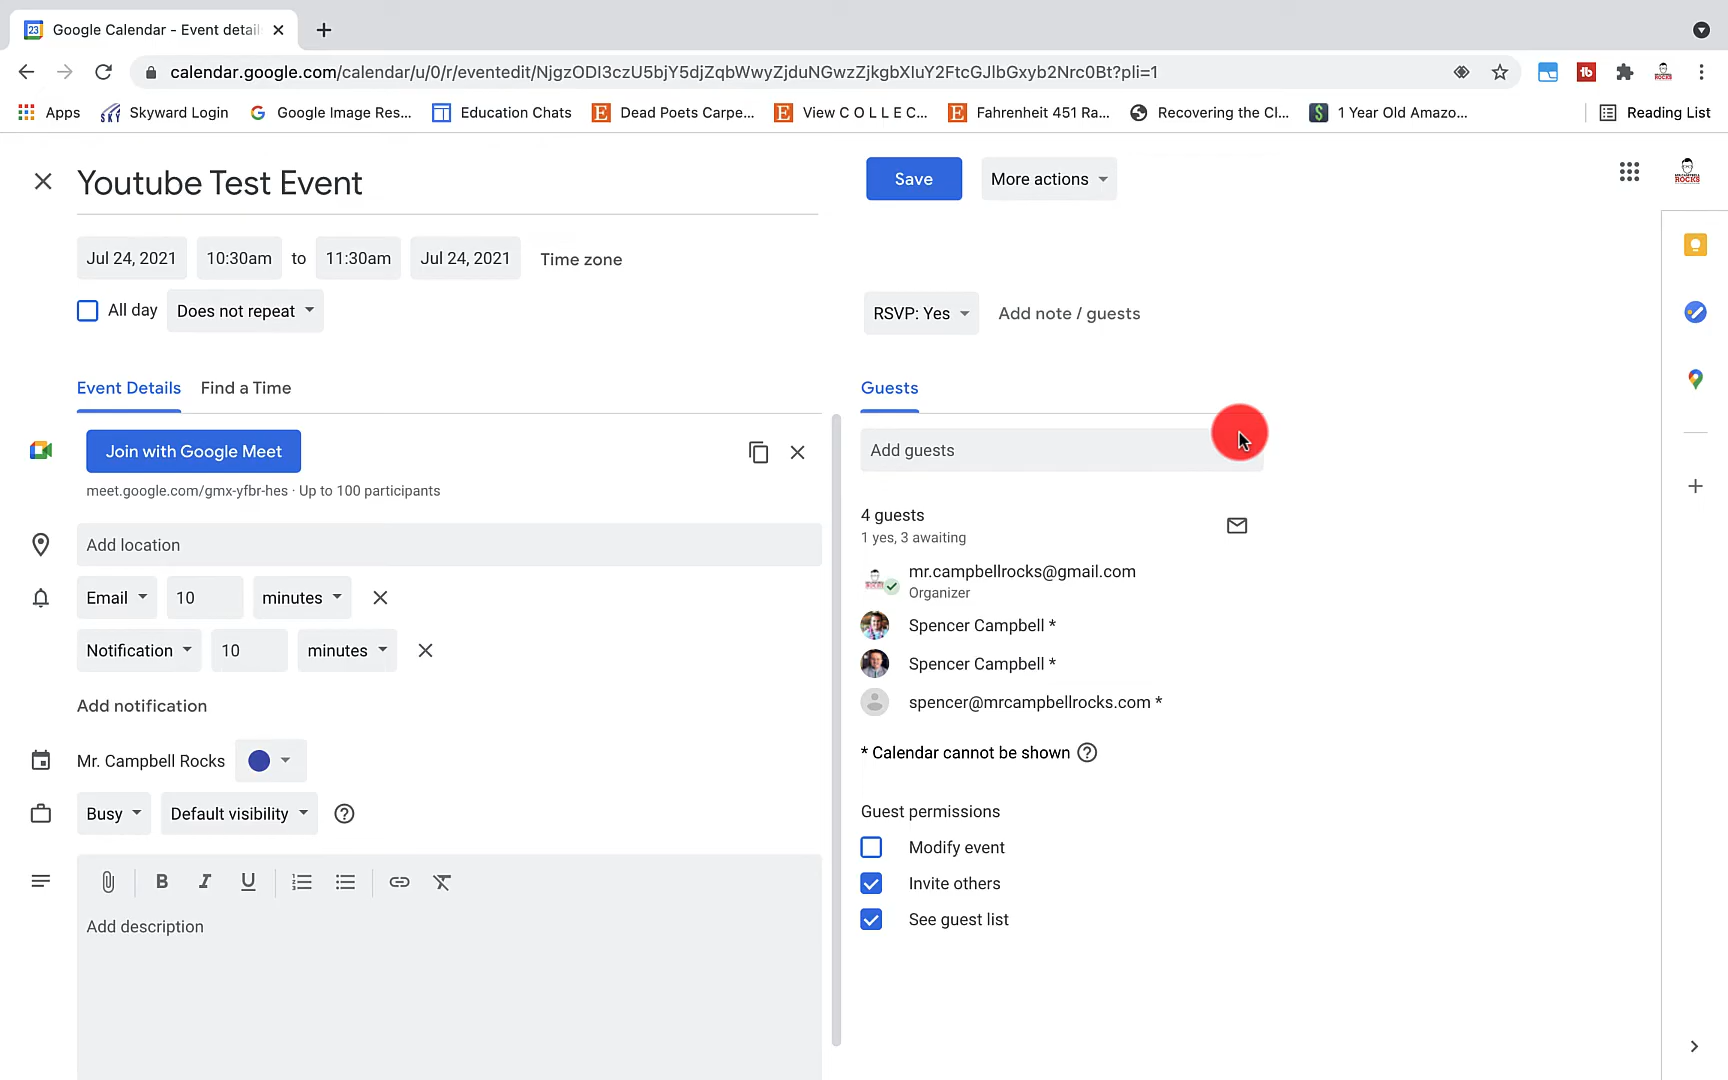 23 Google Calendar - Event detail
calendar.google.com/calendar/u/0/r/eventedit/NjgzODI3czU5bjY5djZqbWwyZjduNGwzZjkgbXIuY2FtcGJlbGxyb2Nrc0Bt?pli=1
Apps Skyward Login Google Image Res... Education Chats Dead Poets Carpe... View C O L L E C... Fahrenheit 451 Ra... Recovering the Cl... 1 Year Old Amazo... Reading List
Youtube Test Event
Save More actions
ROCKS
Jul 24, 2021 10:30am to 11:30am Jul 24, 2021 Time zone
All day Does not repeat
RSVP: Yes Add note / guests
Event Details Find a Time
Guests
Join with Google Meet
meet.google.com/gmx-yfbr-hes · Up to 100 participants
Add guests
4 guests
1 yes, 3 awaiting
Add location
mr.campbellrocks@gmail.com
Organizer
Email 10 minutes
Spencer Campbell *
Notification 10 minutes
Spencer Campbell *
Add notification
spencer@mrcampbellrocks.com *
Mr. Campbell Rocks
* Calendar cannot be shown
Busy Default visibility
Guest permissions
Modify event
B I U
Invite others
Add description
See guest list